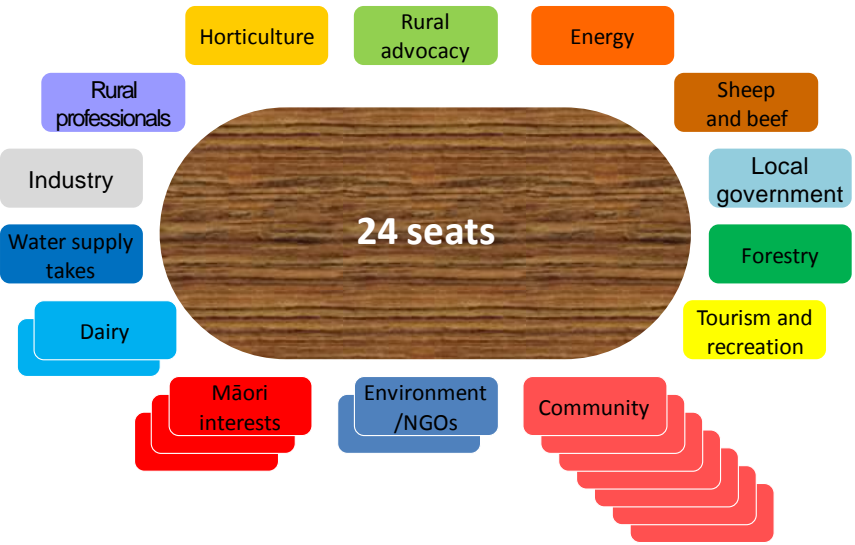 Horticulture
Rural
advocacy
Energy
Rural
professionals
Sheep
and beef
Industry
Local
government
24 seats
Water supply
takes
Forestry
Dairy
Tourism and
recreation
Māori
interests
Environment
/NGOs
Community